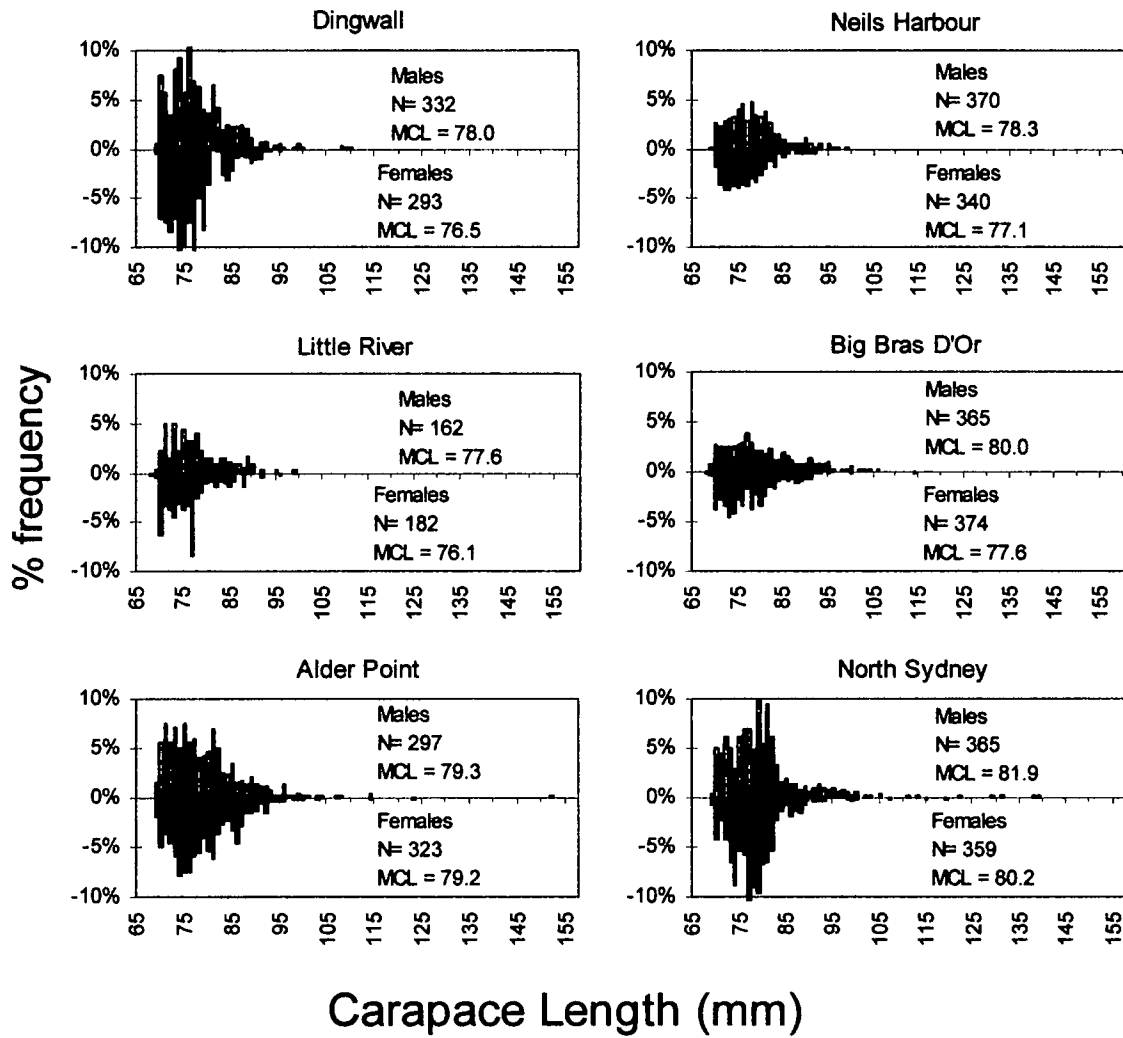 Dingwall
10%
5%
0%
-5%
-10%
Males
N= 332
MCL = 78.0
Females
N= 293
MCL = 76.5
65 75 85 95 105 115 125 135 145 155
Neils Harbour
10%
5%
0%
-5%
-10%
Males
N= 370
MCL = 78.3
Females
N= 340
MCL = 77.1
65 75 85 95 105 115 125 135 145 155
% frequency
Little River
10%
5%
0%
-5%
-10%
Males
N= 162
MCL = 77.6
Females
N= 182
MCL = 76.1
65 75 85 95 105 115 125 135 145 155
Big Bras D'Or
10%
5%
0%
-5%
-10%
Males
N= 365
MCL = 80.0
Females
N= 374
MCL = 77.6
65 75 85 95 105 115 125 135 145 155
Alder Point
10%
5%
0%
-5%
-10%
Males
N= 297
MCL = 79.3
Females
N= 323
MCL = 79.2
65 75 85 95 105 115 125 135 145 155
North Sydney
10%
5%
0%
-5%
-10%
Males
N= 365
MCL = 81.9
Females
N= 359
MCL = 80.2
65 75 85 95 105 115 125 135 145 155
Carapace Length (mm)